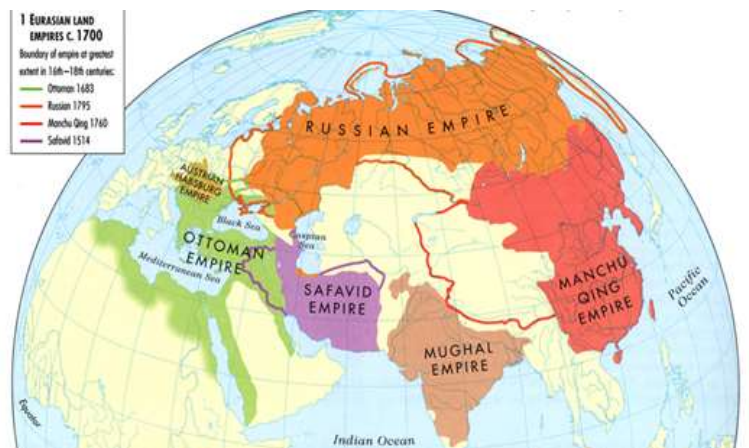 1 EURASIAN LAND
EMPIRES C. 1700
Boundary of empire at greatest
extent in 16th–18th centuries:
Ottoman 1683
Russian 1795
Manchu Qing 1760
Safavid 1514
RUSSIAN EMPIRE
AUSTRIAN
HABSBURG
EMPIRE
Black Sea
Caspian
Sea
OTTOMAN
EMPIRE
Mediterranean Sea
SAFAVID
EMPIRE
MANCHU
QING
EMPIRE
Pacific
Ocean
MUGHAL
EMPIRE
Equator
Indian Ocean